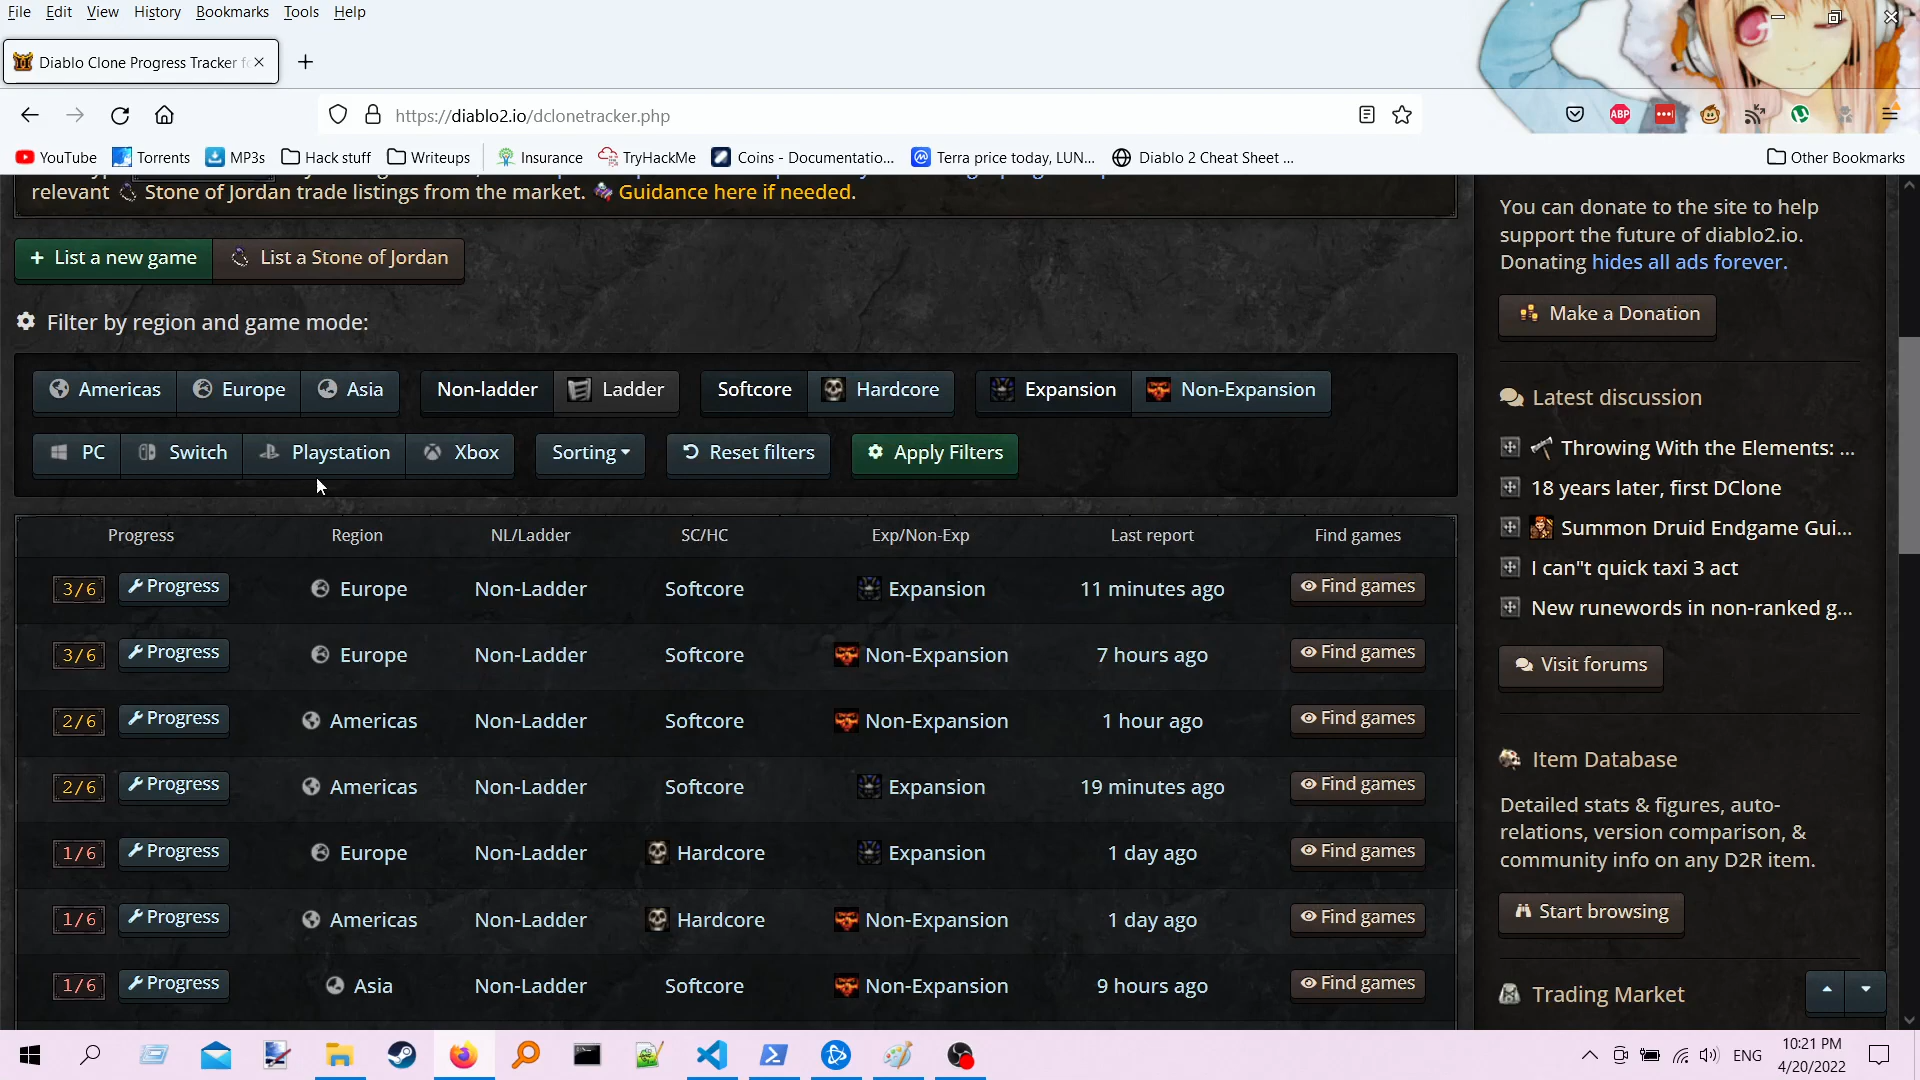 File Edit View History Bookmarks Tools Help
Diablo Clone Progress Tracker fo
https://diablo2.io/dclonetracker.php
YouTube Torrents MP3s Hack stuff Writeups Insurance TryHackMe Coins - Documentatio... Terra price today, LUN... Diablo 2 Cheat Sheet ... Other Bookmarks
relevant Stone of Jordan trade listings from the market. Guidance here if needed.
+ List a new game List a Stone of Jordan
Filter by region and game mode:
Americas Europe Asia Non-ladder Ladder Softcore Hardcore Expansion Non-Expansion
PC Switch Playstation Xbox Sorting Reset filters Apply Filters
Progress Region NL/Ladder SC/HC Exp/Non-Exp Last report Find games
3/6 Progress Europe Non-Ladder Softcore Expansion 11 minutes ago Find games
3/6 Progress Europe Non-Ladder Softcore Non-Expansion 7 hours ago Find games
2/6 Progress Americas Non-Ladder Softcore Non-Expansion 1 hour ago Find games
2/6 Progress Americas Non-Ladder Softcore Expansion 19 minutes ago Find games
1/6 Progress Europe Non-Ladder Hardcore Expansion 1 day ago Find games
1/6 Progress Americas Non-Ladder Hardcore Non-Expansion 1 day ago Find games
1/6 Progress Asia Non-Ladder Softcore Non-Expansion 9 hours ago Find games
You can donate to the site to help
support the future of diablo2.io.
Donating hides all ads forever.
Make a Donation
Latest discussion
Throwing With the Elements: ...
18 years later, first DClone
Summon Druid Endgame Gui...
I can"t quick taxi 3 act
New runewords in non-ranked g...
Visit forums
Item Database
Detailed stats & figures, auto-
relations, version comparison, &
community info on any D2R item.
Start browsing
Trading Market
ABP
ENG
10:21 PM
4/20/2022